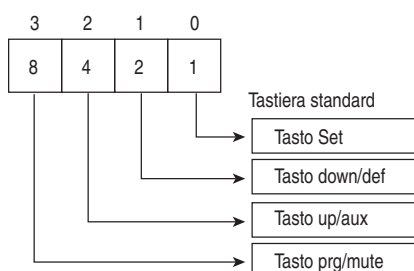 3 2 1 0
8 4 2 1
Tastiera standard
Tasto Set
Tasto down/def
Tasto up/aux
Tasto prg/mute